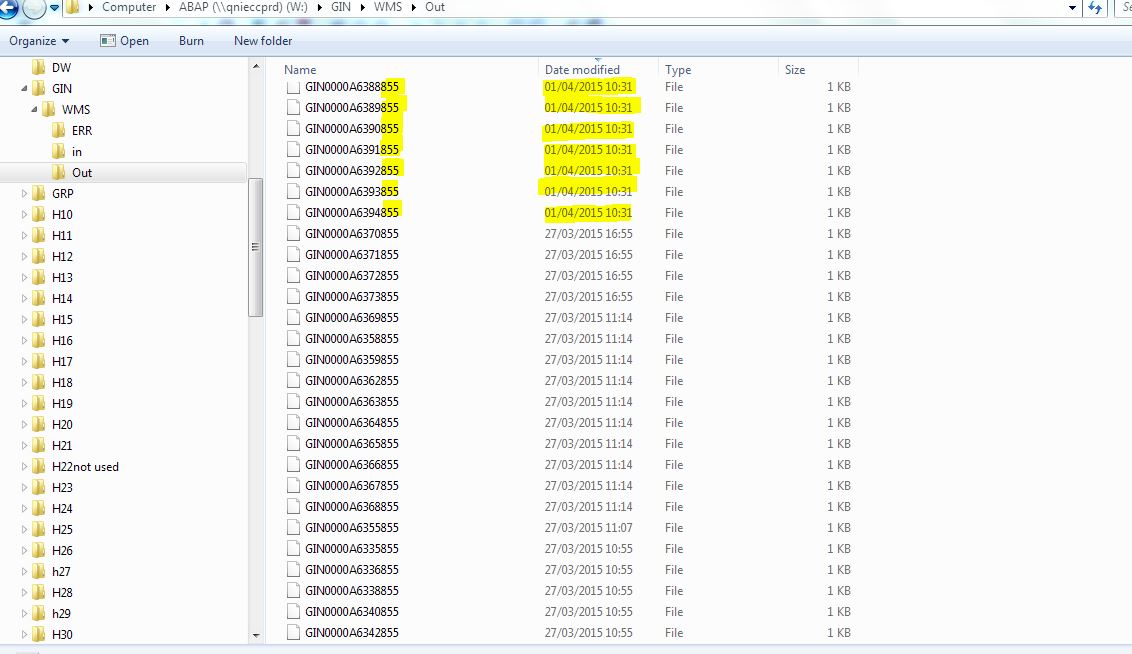 Computer ABAP (\\qnieccprd) (W:) GIN WMS Out
Organize Open Burn New folder
DW
GIN
WMS
ERR
in
Out
GRP
H10
H11
H12
H13
H14
H15
H16
H17
H18
H19
H20
H21
H22not used
H23
H24
H25
H26
h27
H28
h29
H30
Name Date modified Type Size
GIN0000A6388855 01/04/2015 10:31 File 1 KB
GIN0000A6389855 01/04/2015 10:31 File 1 KB
GIN0000A6390855 01/04/2015 10:31 File 1 KB
GIN0000A6391855 01/04/2015 10:31 File 1 KB
GIN0000A6392855 01/04/2015 10:31 File 1 KB
GIN0000A6393855 01/04/2015 10:31 File 1 KB
GIN0000A6394855 01/04/2015 10:31 File 1 KB
GIN0000A6370855 27/03/2015 16:55 File 1 KB
GIN0000A6371855 27/03/2015 16:55 File 1 KB
GIN0000A6372855 27/03/2015 16:55 File 1 KB
GIN0000A6373855 27/03/2015 16:55 File 1 KB
GIN0000A6369855 27/03/2015 11:14 File 1 KB
GIN0000A6358855 27/03/2015 11:14 File 1 KB
GIN0000A6359855 27/03/2015 11:14 File 1 KB
GIN0000A6362855 27/03/2015 11:14 File 1 KB
GIN0000A6363855 27/03/2015 11:14 File 1 KB
GIN0000A6364855 27/03/2015 11:14 File 1 KB
GIN0000A6365855 27/03/2015 11:14 File 1 KB
GIN0000A6366855 27/03/2015 11:14 File 1 KB
GIN0000A6367855 27/03/2015 11:14 File 1 KB
GIN0000A6368855 27/03/2015 11:14 File 1 KB
GIN0000A6355855 27/03/2015 11:07 File 1 KB
GIN0000A6335855 27/03/2015 10:55 File 1 KB
GIN0000A6336855 27/03/2015 10:55 File 1 KB
GIN0000A6338855 27/03/2015 10:55 File 1 KB
GIN0000A6340855 27/03/2015 10:55 File 1 KB
GIN0000A6342855 27/03/2015 10:55 File 1 KB